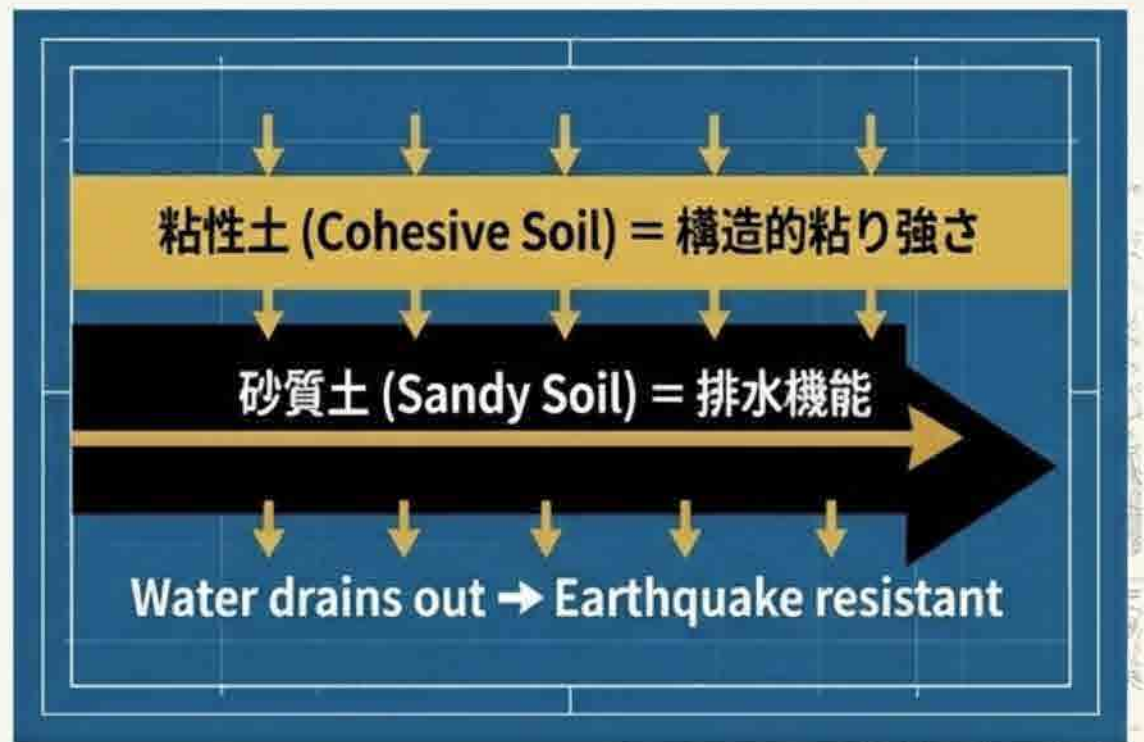 粘性土 (Cohesive Soil) = 構造的粘り強さ
砂質土 (Sandy Soil) = 排水機能
Water drains out ➔ Earthquake resistant